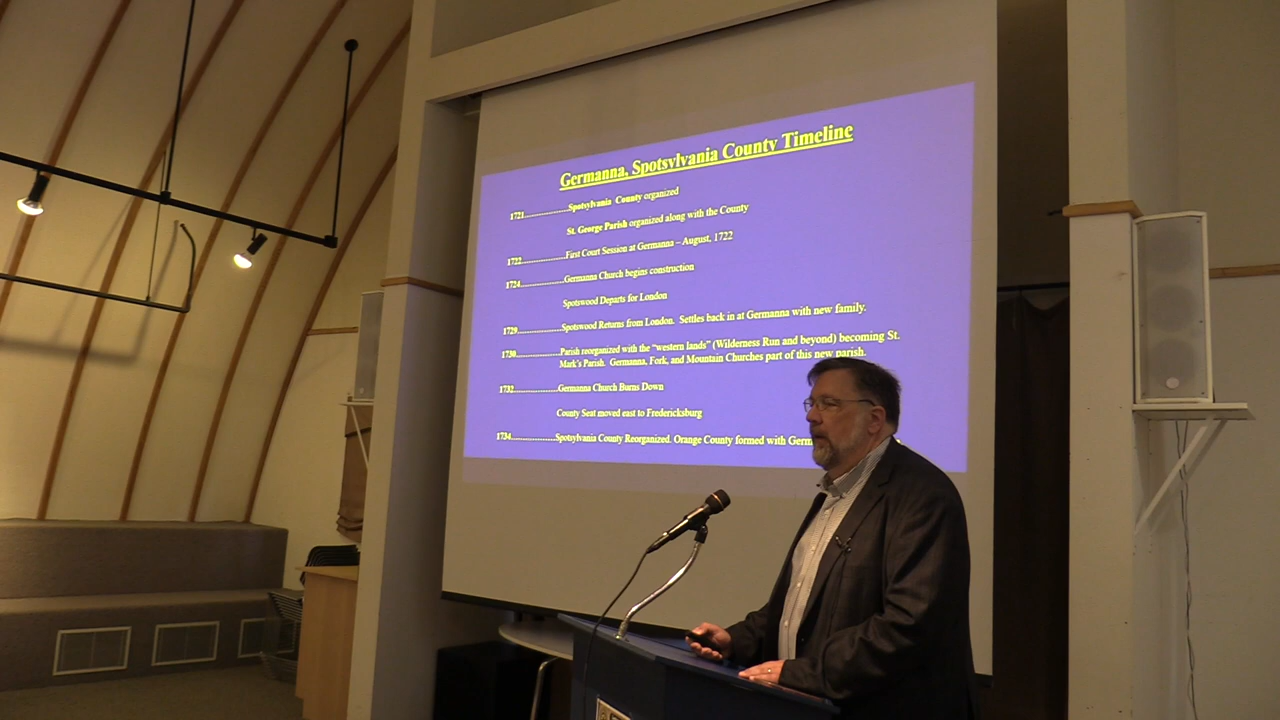 Germanna, Spotsylvania County Timeline
1721....................Spotsylvania County organized
St. George Parish organized along with the County
1722....................First Court Session at Germanna – August, 1722
1724....................Germanna Church begins construction
Spotswood Departs for London
1729....................Spotswood Returns from London. Settles back in at Germanna with new family.
1730....................Parish reorganized with the “western lands” (Wilderness Run and beyond) becoming St.
Mark's Parish. Germanna, Fork, and Mountain Churches part of this new parish.
1732....................Germanna Church Burns Down
County Seat moved east to Fredericksburg
1734....................Spotsylvania County Reorganized. Orange County formed with Germ